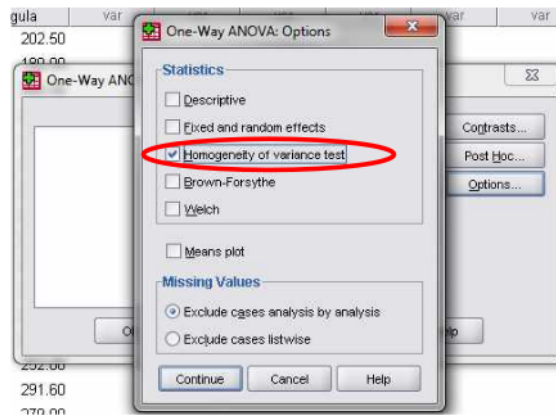 gula var var var var var
202.50
One-Way ANOVA: Options
One-Way ANO
Statistics
Descriptive
Fixed and random effects
Homogeneity of variance test
Brown-Forsythe
Welch
Means plot
Missing Values
Exclude cases analysis by analysis
Exclude cases listwise
Continue Cancel Help
Contrasts...
Post Hoc...
Options...
291.60